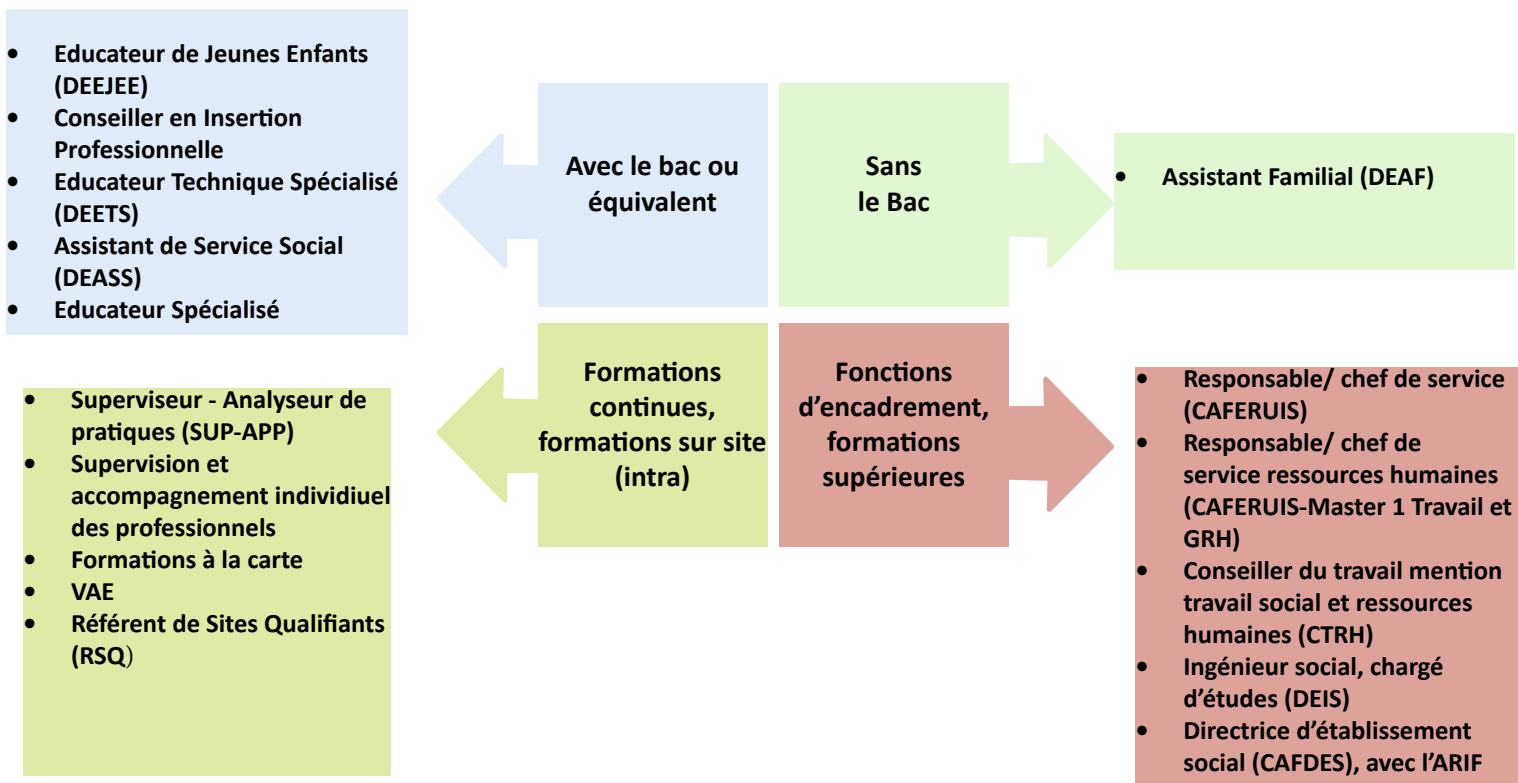 • Educateur de Jeunes Enfants
(DEEJEE)
• Conseiller en Insertion
Professionnelle
• Educateur Technique Spécialisé
(DEETS)
• Assistant de Service Social
(DEASS)
• Educateur Spécialisé
Avec le bac ou
équivalent
Sans
le Bac
• Assistant Familial (DEAF)
• Superviseur - Analyseur de
pratiques (SUP-APP)
• Supervision et
accompagnement individiuel
des professionnels
• Formations à la carte
• VAE
• Référent de Sites Qualifiants
(RSQ)
Formations
continues,
formations sur site
(intra)
Fonctions
d’encadrement,
formations
supérieures
• Responsable/ chef de service
(CAFERUIS)
• Responsable/ chef de
service ressources humaines
(CAFERUIS-Master 1 Travail et
GRH)
• Conseiller du travail mention
travail social et ressources
humaines (CTRH)
• Ingénieur social, chargé
d’études (DEIS)
• Directrice d’établissement
social (CAFDES), avec l’ARIF